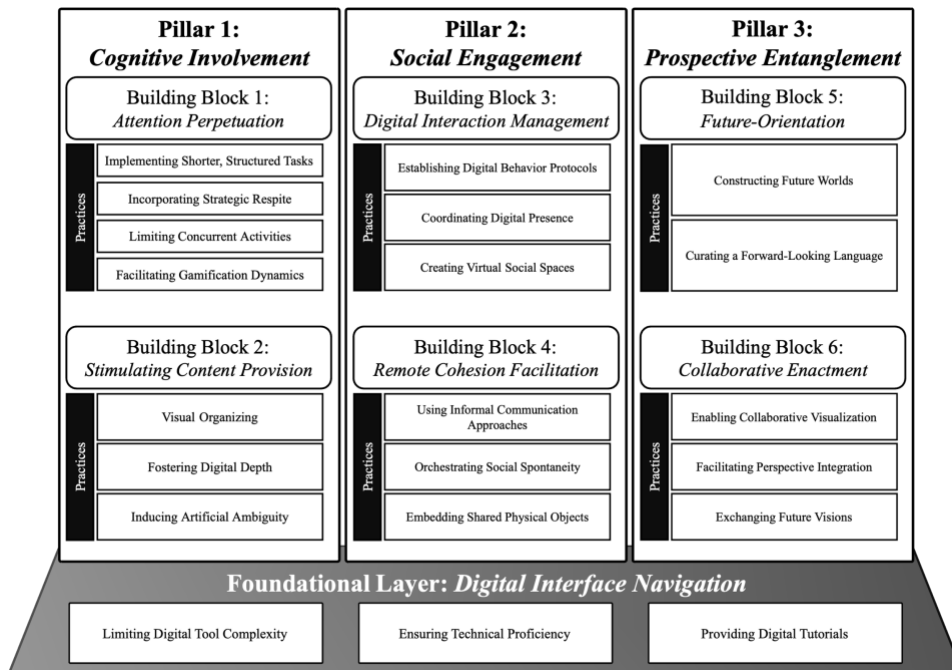 Pillar 1:
Cognitive Involvement
Building Block 1:
Attention Perpetuation
Practices
Implementing Shorter, Structured Tasks
Incorporating Strategic Respite
Limiting Concurrent Activities
Facilitating Gamification Dynamics
Building Block 2:
Stimulating Content Provision
Practices
Visual Organizing
Fostering Digital Depth
Inducing Artificial Ambiguity
Pillar 2:
Social Engagement
Building Block 3:
Digital Interaction Management
Practices
Establishing Digital Behavior Protocols
Coordinating Digital Presence
Creating Virtual Social Spaces
Building Block 4:
Remote Cohesion Facilitation
Practices
Using Informal Communication
Approaches
Orchestrating Social Spontaneity
Embedding Shared Physical Objects
Pillar 3:
Prospective Entanglement
Building Block 5:
Future-Orientation
Practices
Constructing Future Worlds
Curating a Forward-Looking Language
Building Block 6:
Collaborative Enactment
Practices
Enabling Collaborative Visualization
Facilitating Perspective Integration
Exchanging Future Visions
Foundational Layer: Digital Interface Navigation
Limiting Digital Tool Complexity
Ensuring Technical Proficiency
Providing Digital Tutorials